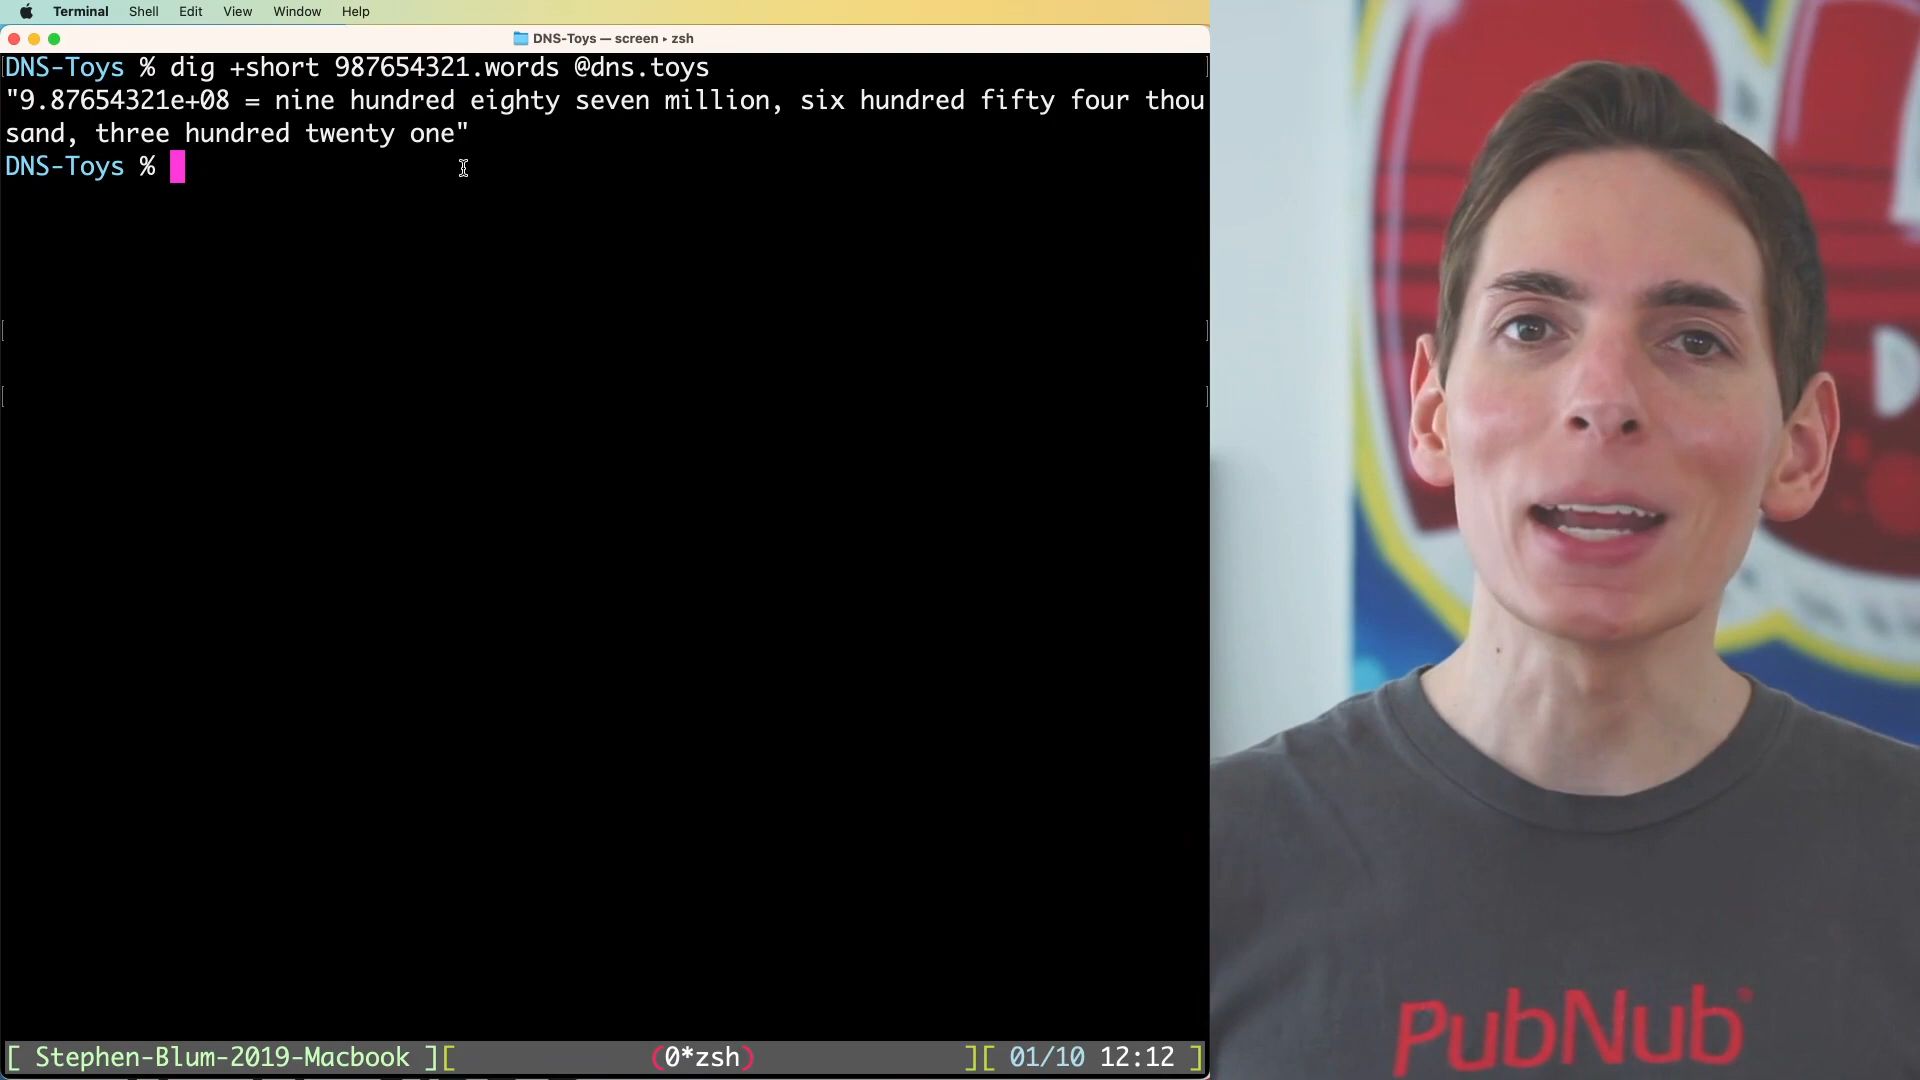 Terminal Shell Edit View Window Help
DNS-Toys — screen ▸ zsh
DNS-Toys % dig +short 987654321.words @dns.toys
"9.87654321e+08 = nine hundred eighty seven million, six hundred fifty four thou
sand, three hundred twenty one"
DNS-Toys %
[ Stephen-Blum-2019-Macbook ][ (0*zsh) ][ 01/10 12:12 ]
PubNub